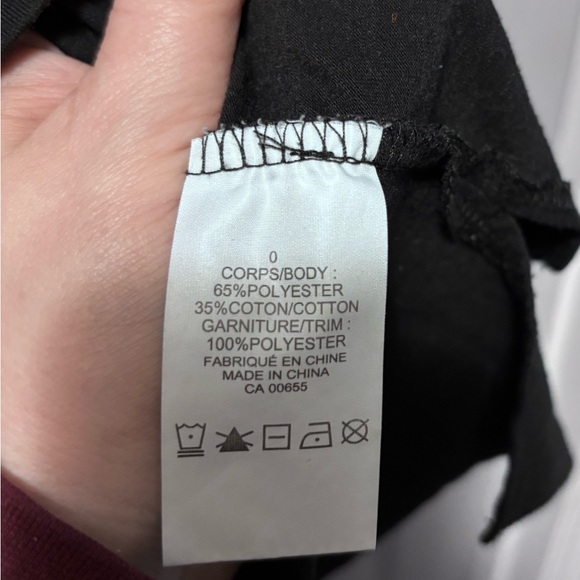 0
CORPS/BODY :
65%POLYESTER
35%COTON/COTTON
GARNITURE/TRIM :
100%POLYESTER
FABRIQUÉ EN CHINE
MADE IN CHINA
CA 00655